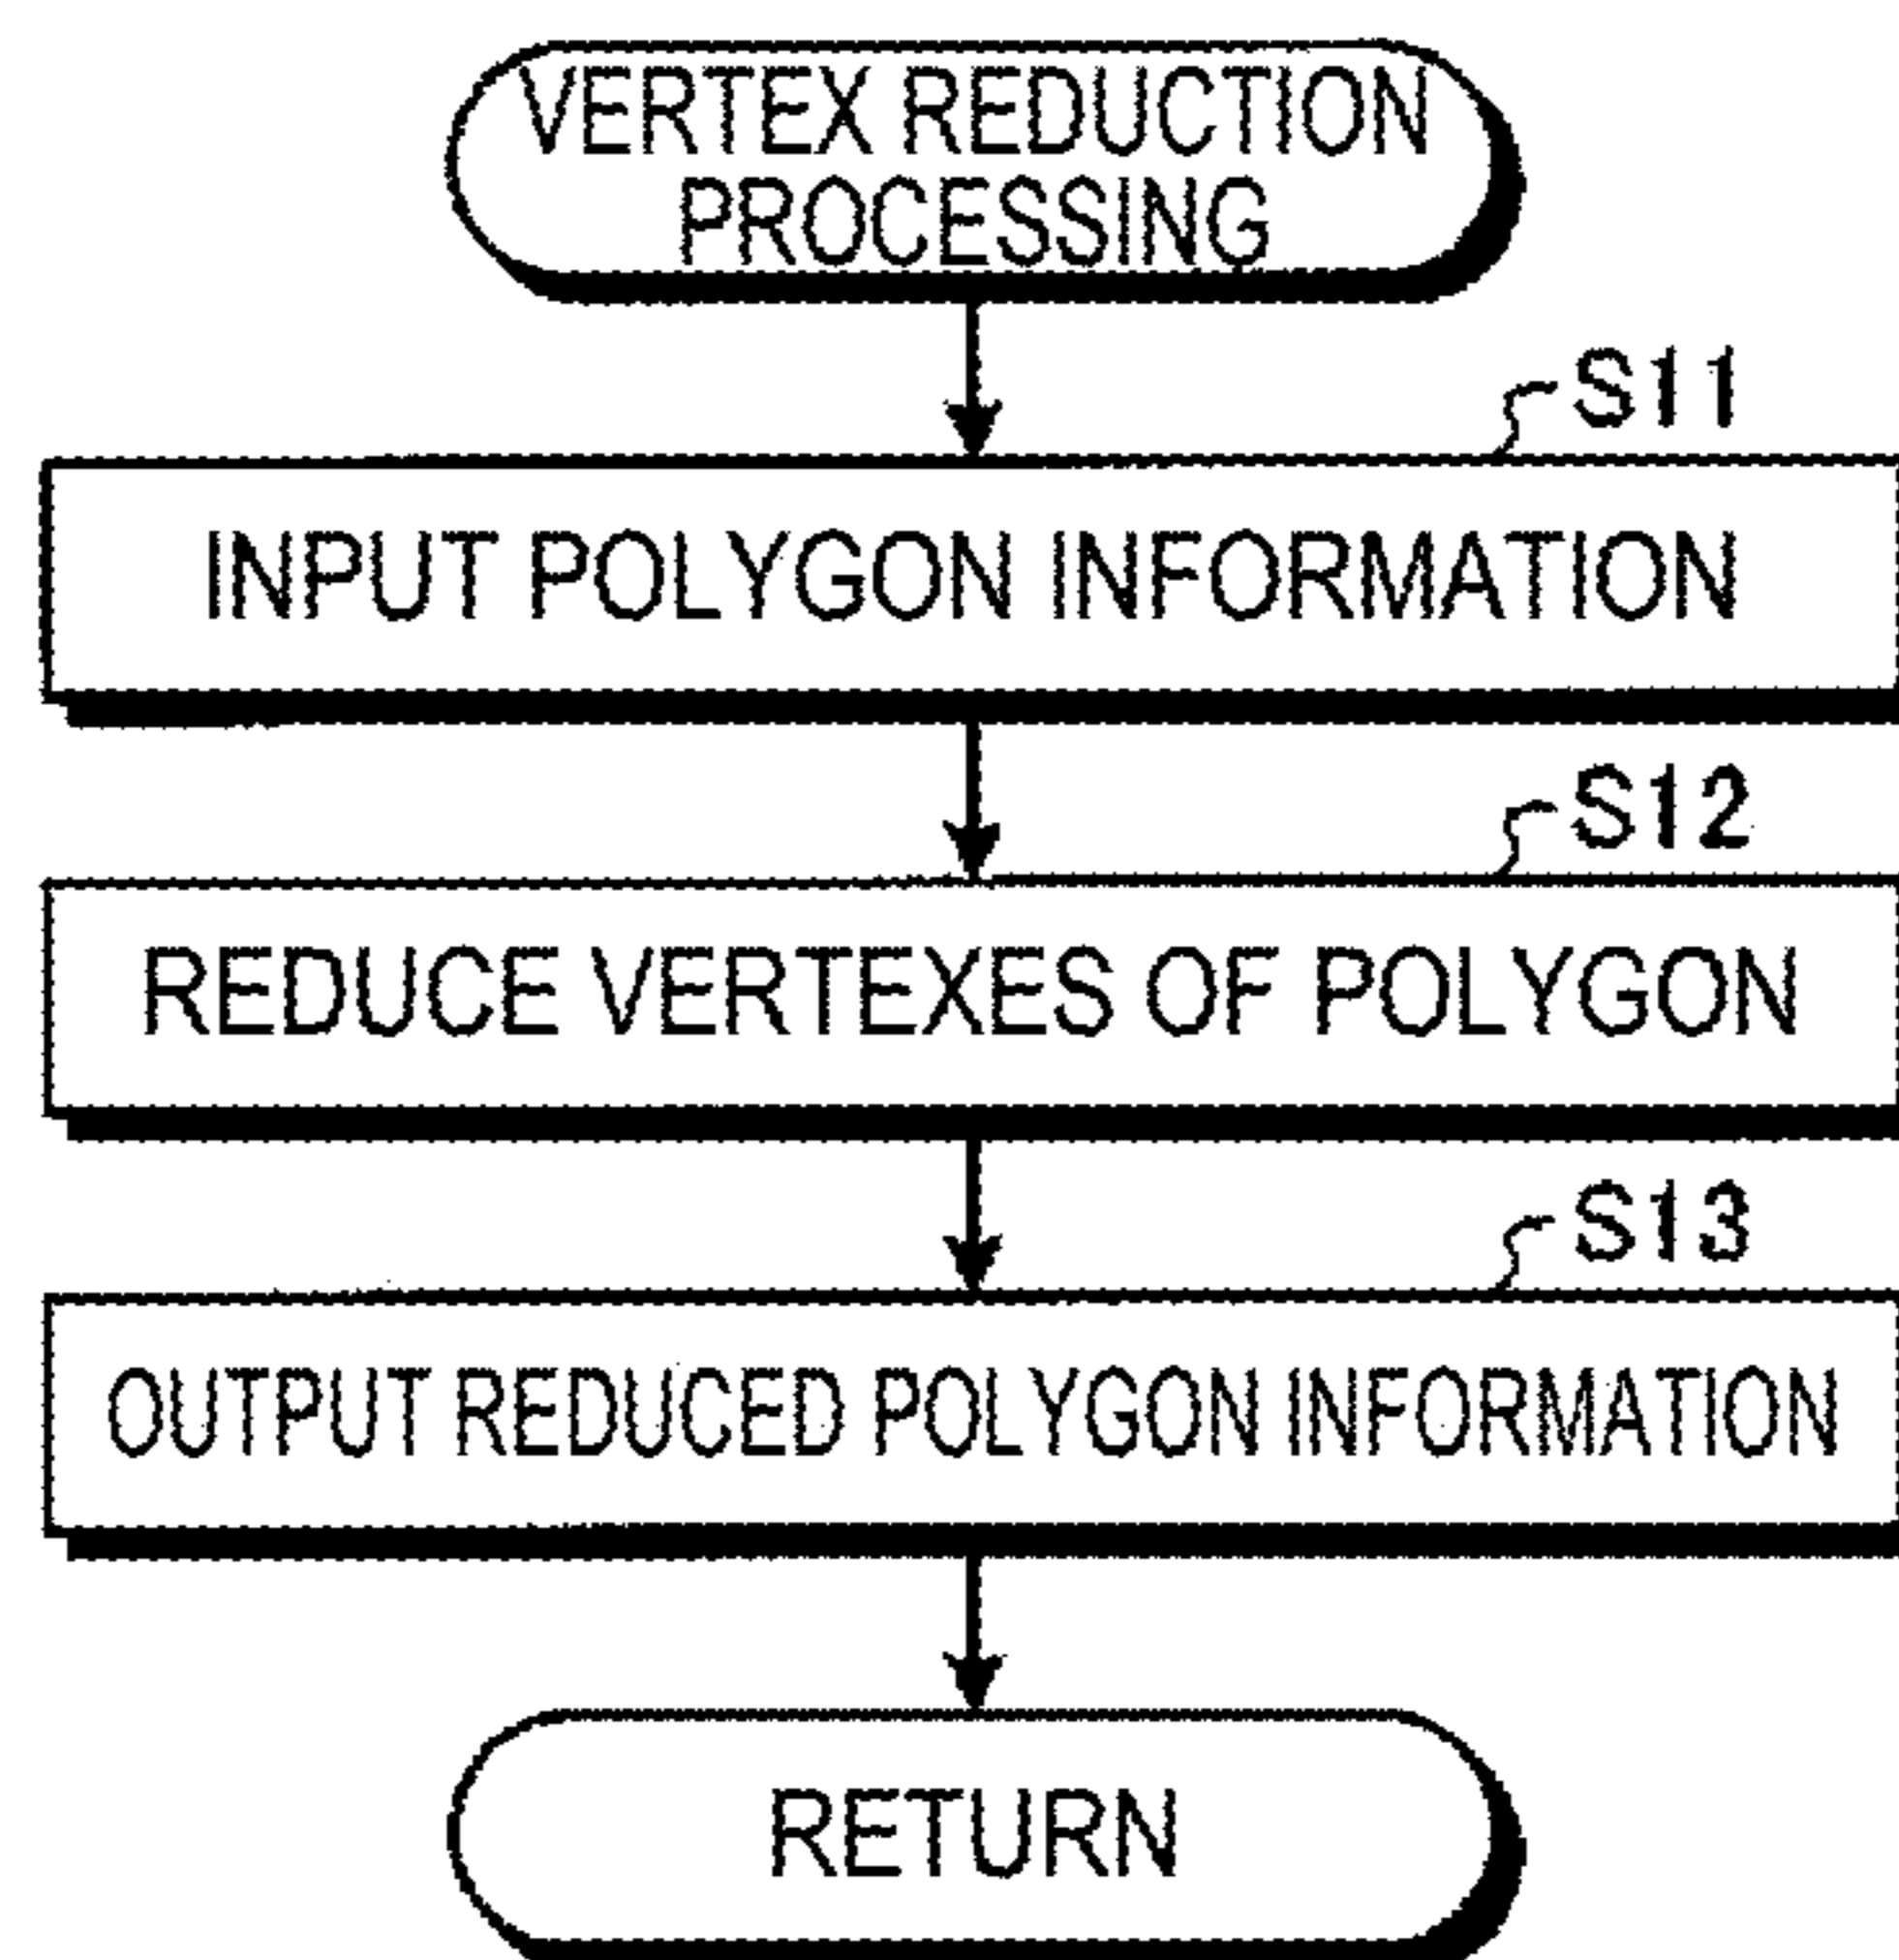 VERTEX REDUCTION
PROCESSING
S11
INPUT POLYGON INFORMATION
S12
REDUCE VERTEXES OF POLYGON
S13
OUTPUT REDUCED POLYGON INFORMATION
RETURN